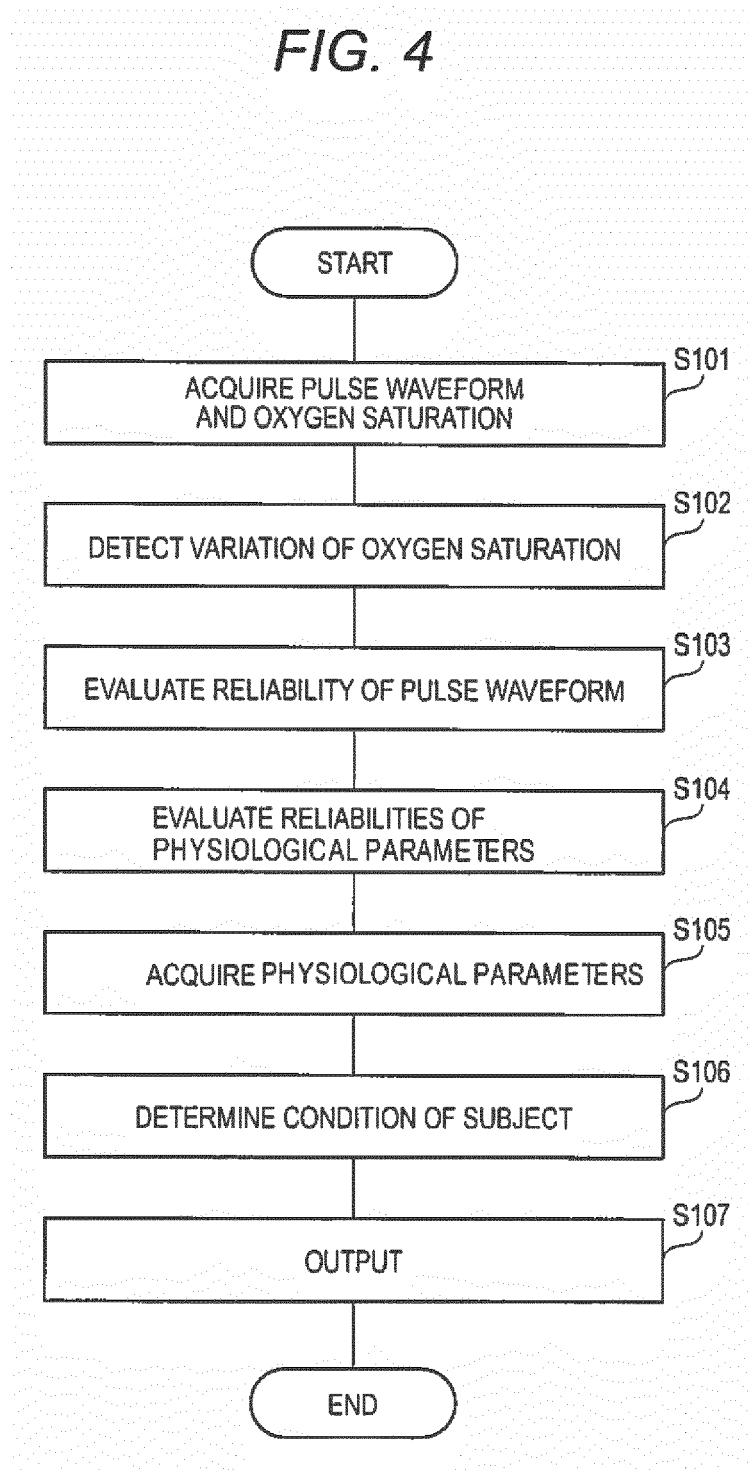 FIG. 4
START
S101
ACQUIRE PULSE WAVEFORM
AND OXYGEN SATURATION
S102
DETECT VARIATION OF OXYGEN SATURATION
S103
EVALUATE RELIABILITY OF PULSE WAVEFORM
S104
EVALUATE RELIABILITIES OF
PHYSIOLOGICAL PARAMETERS
S105
ACQUIRE PHYSIOLOGICAL PARAMETERS
S106
DETERMINE CONDITION OF SUBJECT
S107
OUTPUT
END